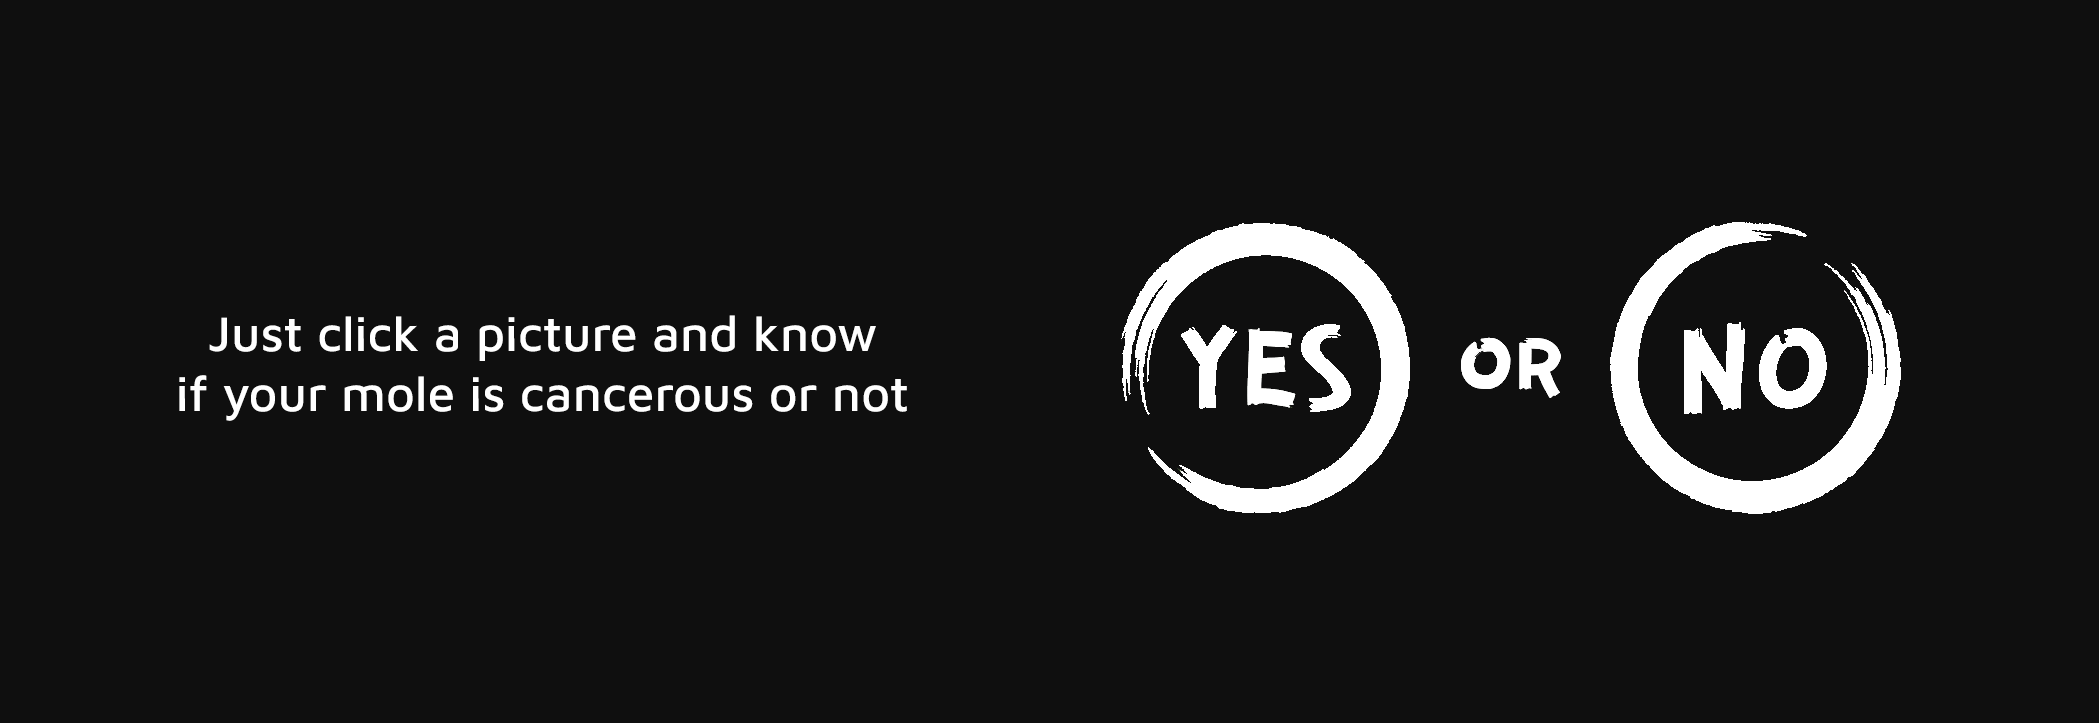 Just click a picture and know
if your mole is cancerous or not
YES OR NO